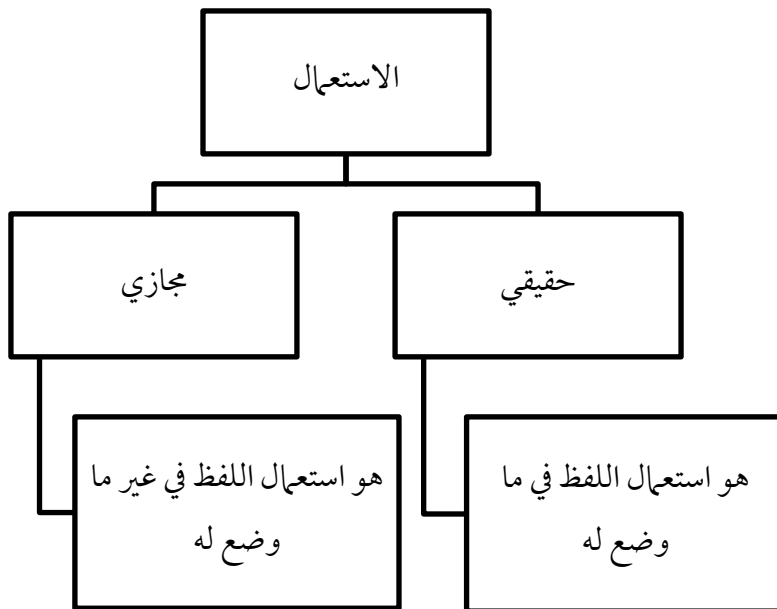 الاستعمال
حقيقي
مجازي
هو استعمال اللفظ في ما
وضع له
هو استعمال اللفظ في غير ما
وضع له